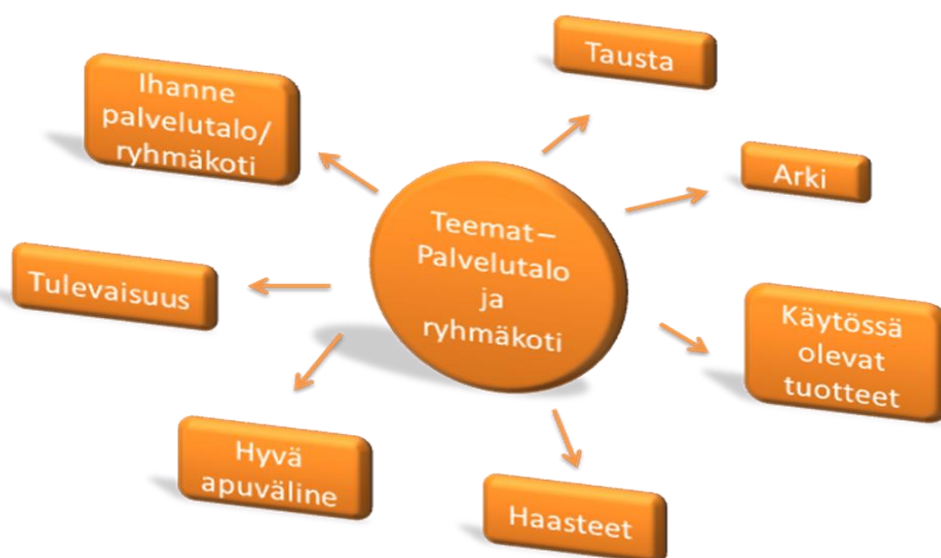 Teemat–
Palvelutalo
ja
ryhmäkoti
Tausta
Arki
Käytössä
olevat
tuotteet
Haasteet
Hyvä
apuväline
Tulevaisuus
Ihanne
palvelutalo/
ryhmäkoti